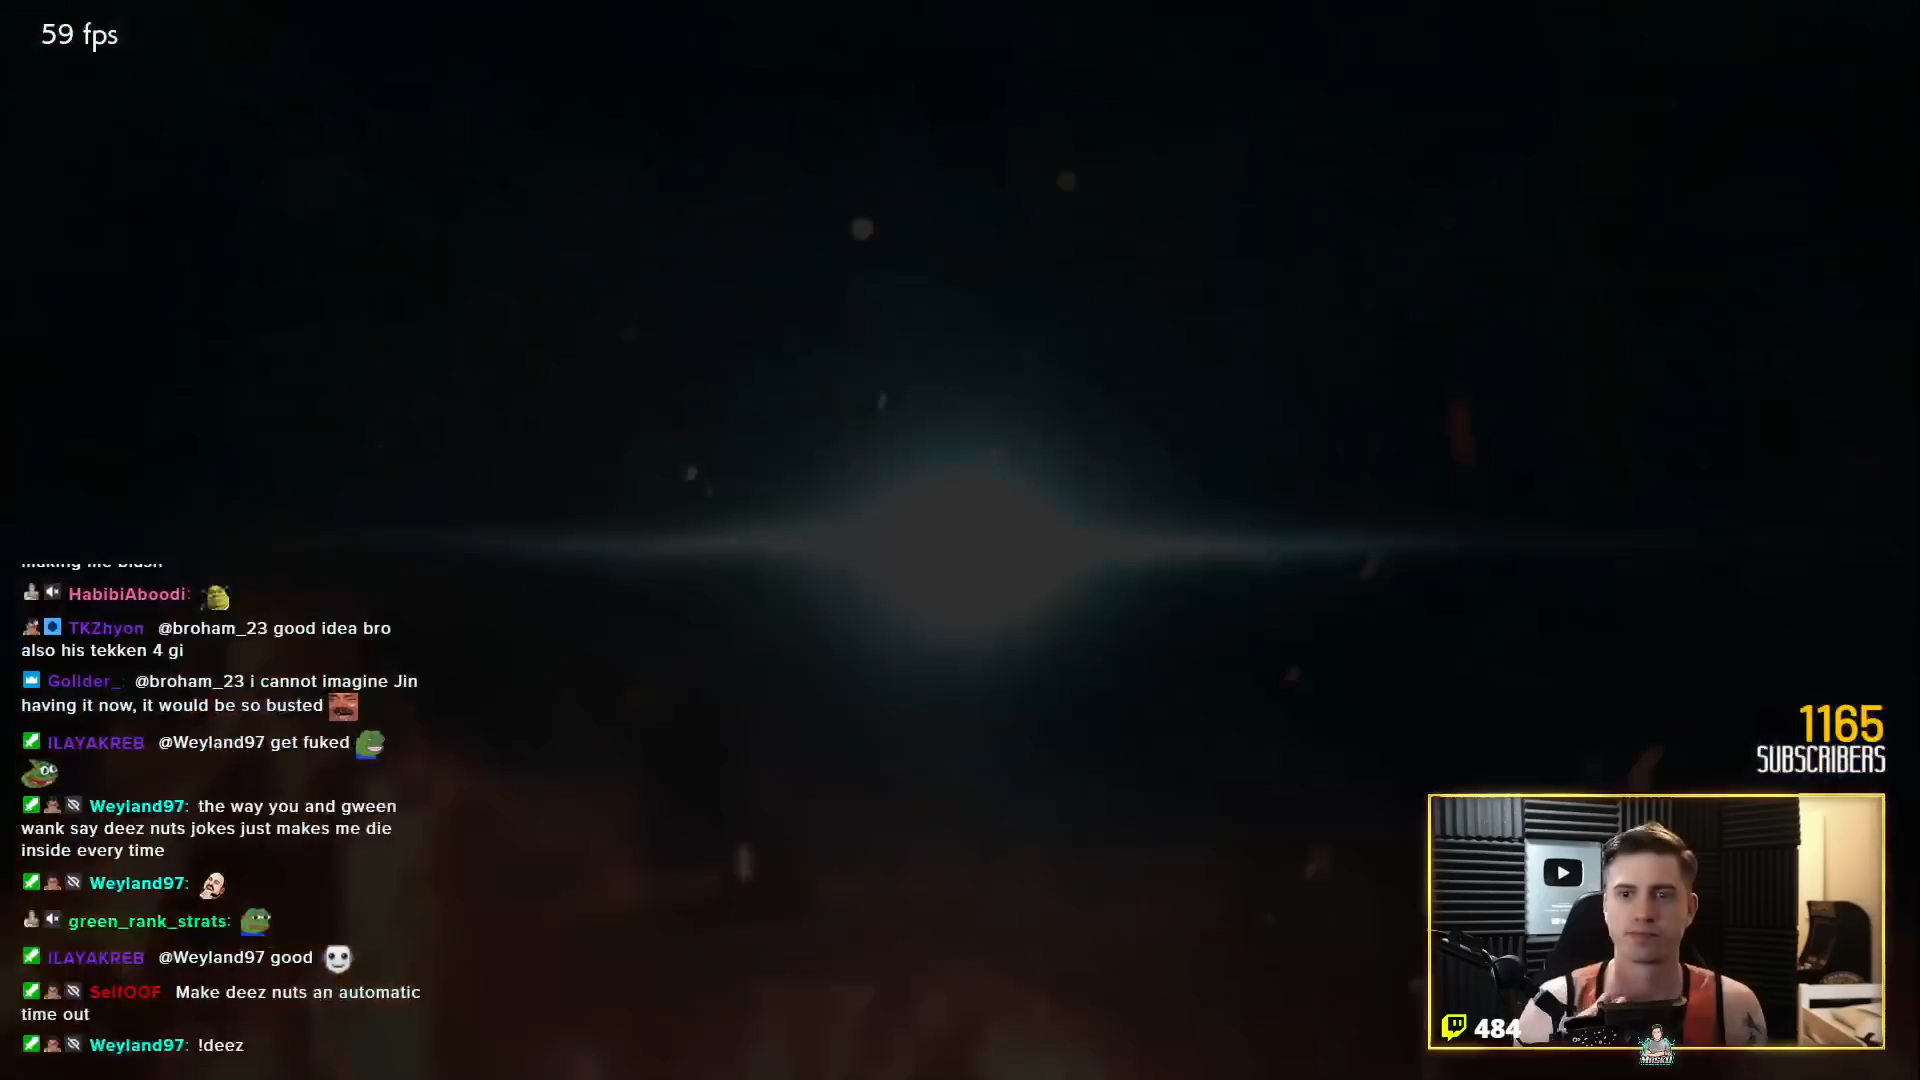 59 fps
making me blush
HabibiAboodi:
TKZhyon @broham_23 good idea bro
also his tekken 4 gi
Gollder_: @broham_23 i cannot imagine Jin
having it now, it would be so busted
ILAYAKREB @Weyland97 get fuked
Weyland97: the way you and gween
wank say deez nuts jokes just makes me die
inside every time
Weyland97:
green_rank_strats:
ILAYAKREB @Weyland97 good
SelfOOF Make deez nuts an automatic
time out
Weyland97: !deez
1165
SUBSCRIBERS
484